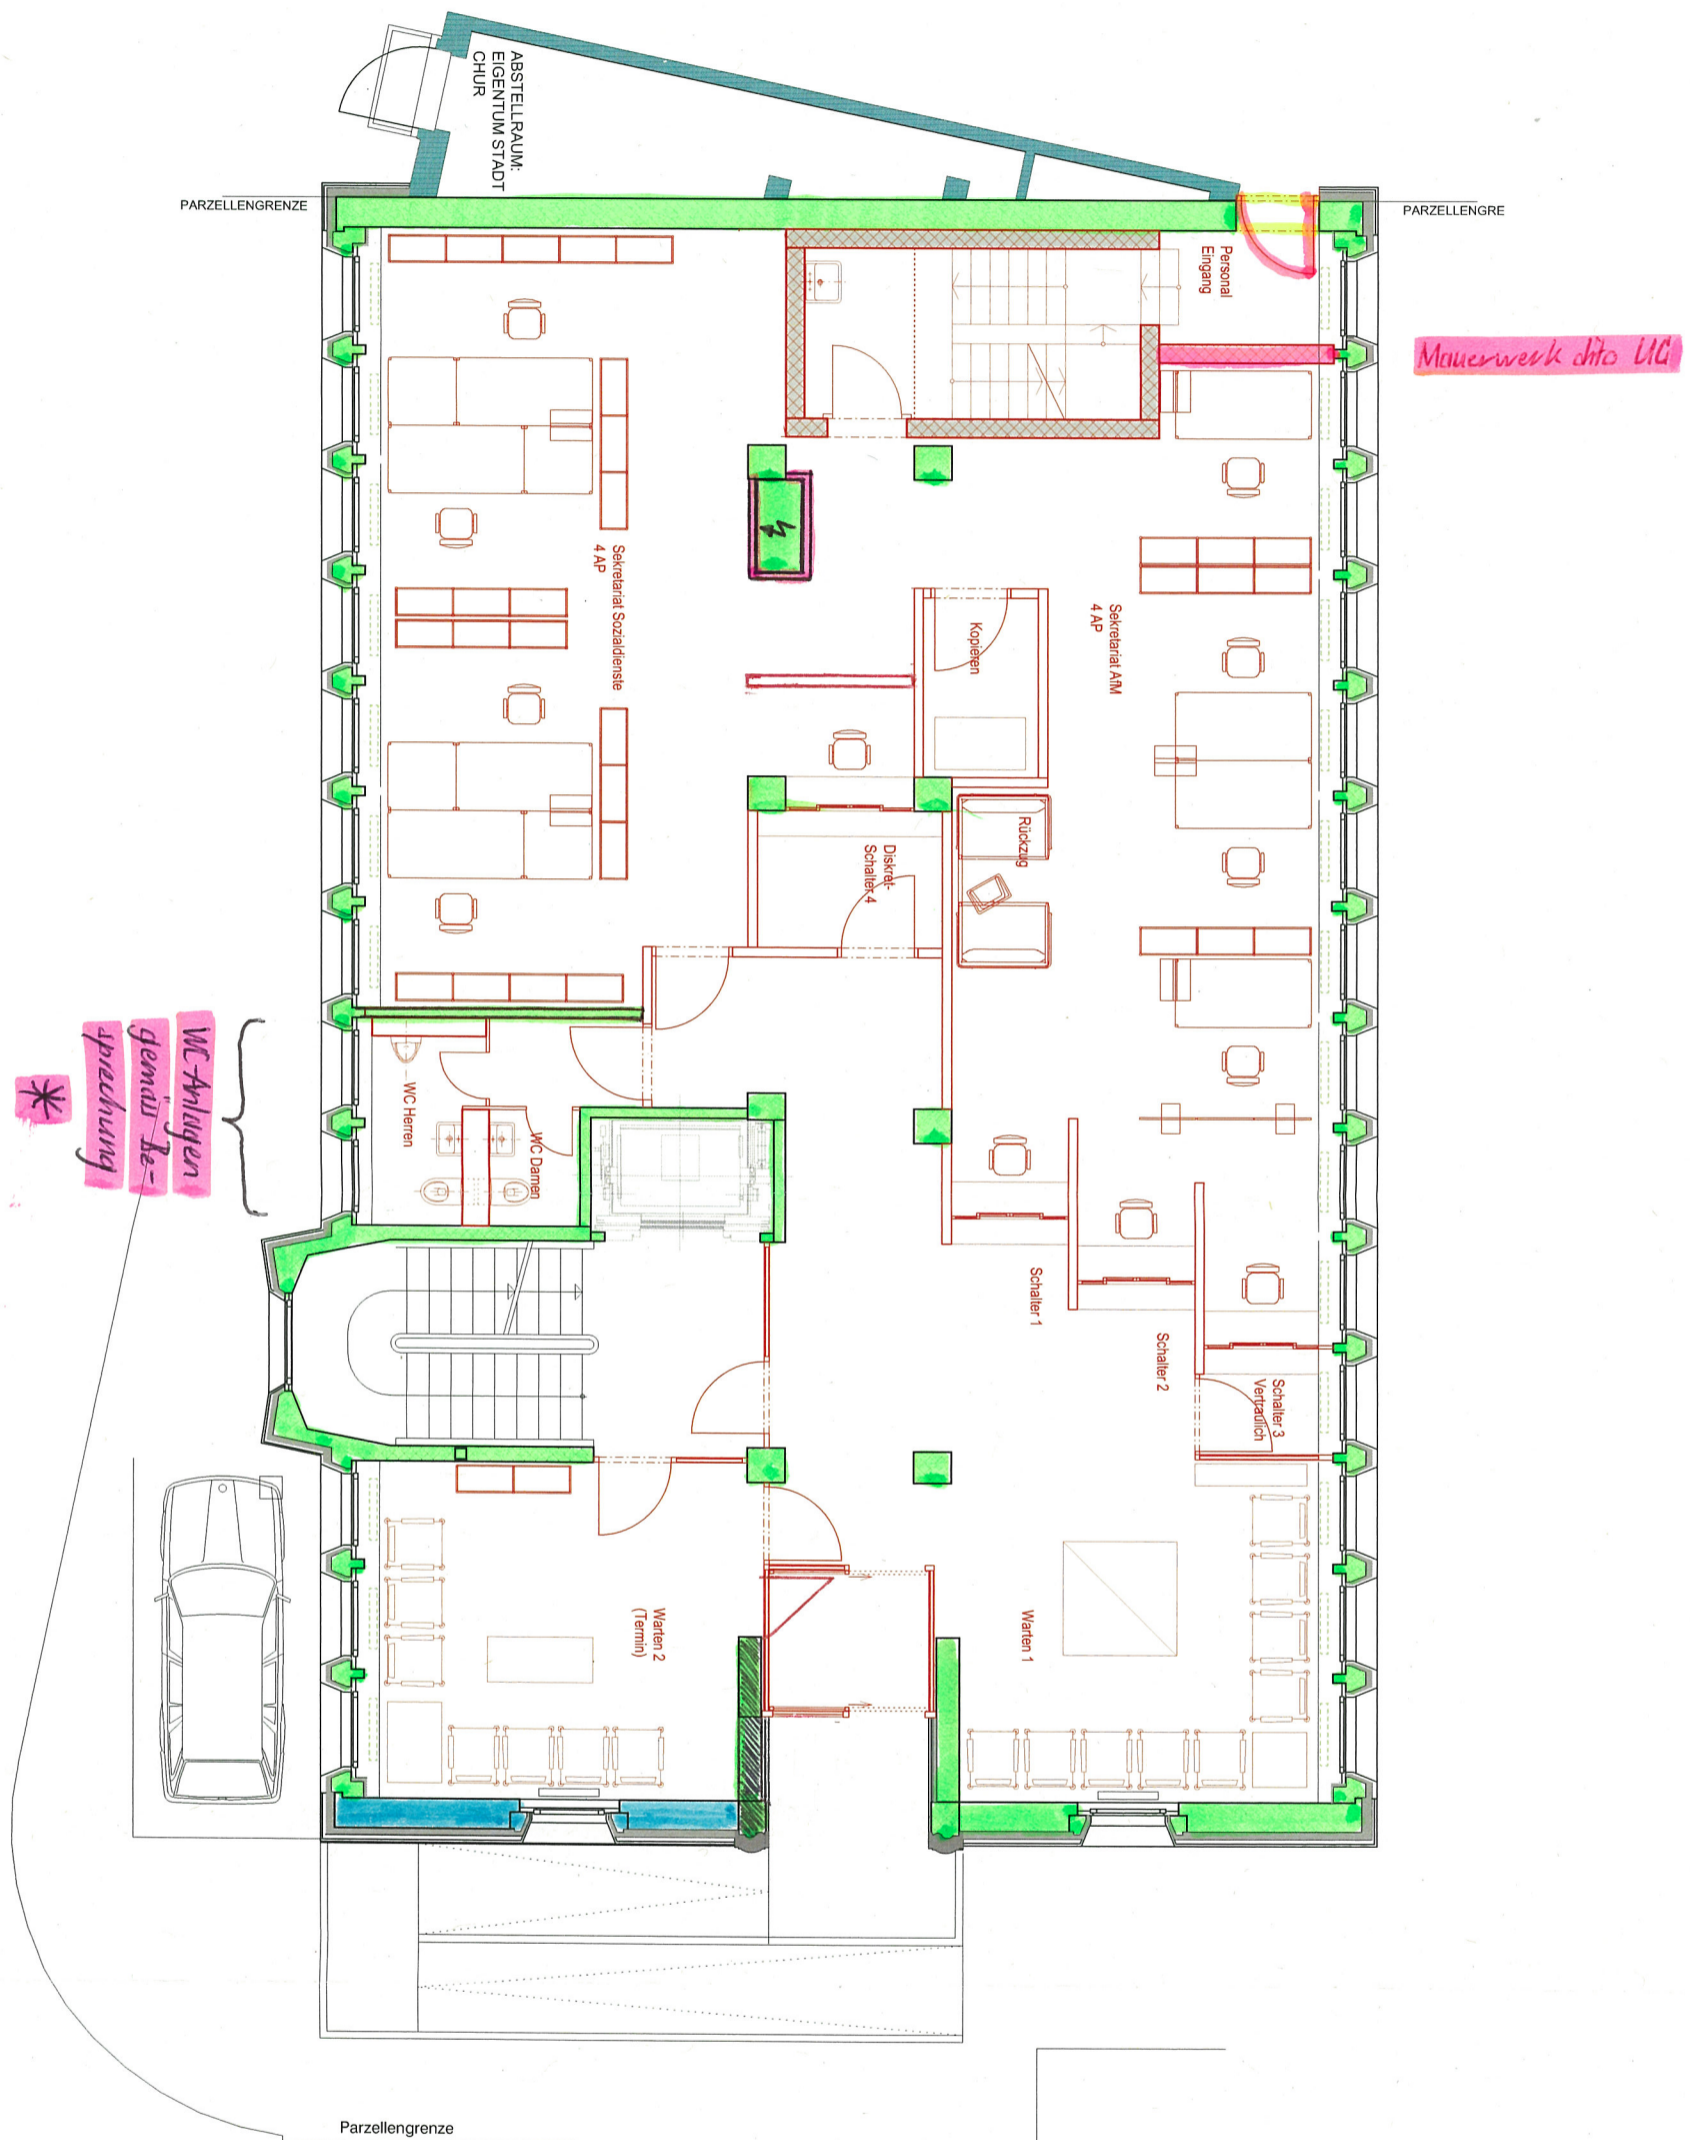 ABSTELLRAUM:
EIGENTUM STADT
CHUR
PARZELLENGRENZE
PARZELLENGRE
Personal
Eingang
Mauerwerk dito UG
Sekretariat Sozialdienste
4 AP
Kopieren
Sekretariat AfM
4 AP
Rückzug
Diskret-
Schalter 4
WC-Anlagen
gemäss Be-
sprechung
*
WC Herren
WC Damen
Schalter 1
Schalter 2
Schalter 3
Vertraulich
Warten 2
(Termin)
Warten 1
Parzellengrenze